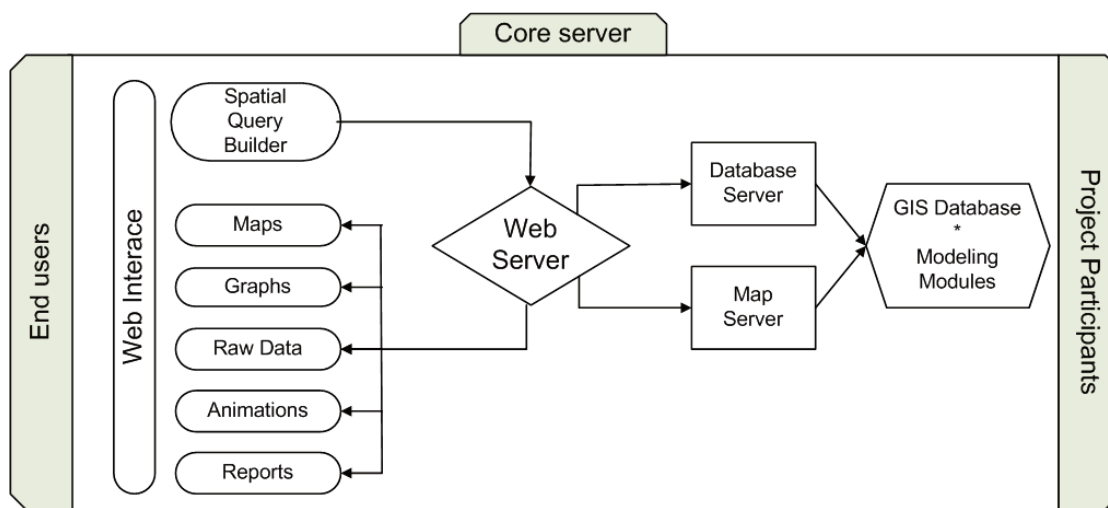 Core server
End users
Web Interace
Spatial
Query
Builder
Maps
Graphs
Raw Data
Animations
Reports
Web
Server
Database
Server
Map
Server
GIS Database
*
Modeling
Modules
Project Participants